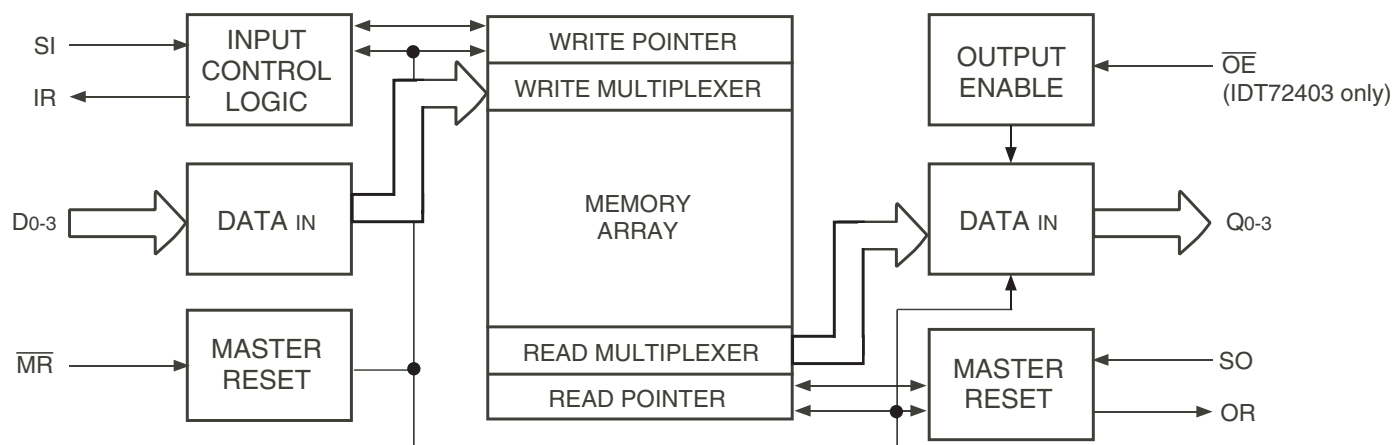 SI
IR
INPUT
CONTROL
LOGIC
WRITE POINTER
WRITE MULTIPLEXER
OUTPUT
ENABLE
OE
(IDT72403 only)
D0-3
DATA IN
MEMORY
ARRAY
DATA IN
Q0-3
MR
MASTER
RESET
READ MULTIPLEXER
READ POINTER
MASTER
RESET
SO
OR